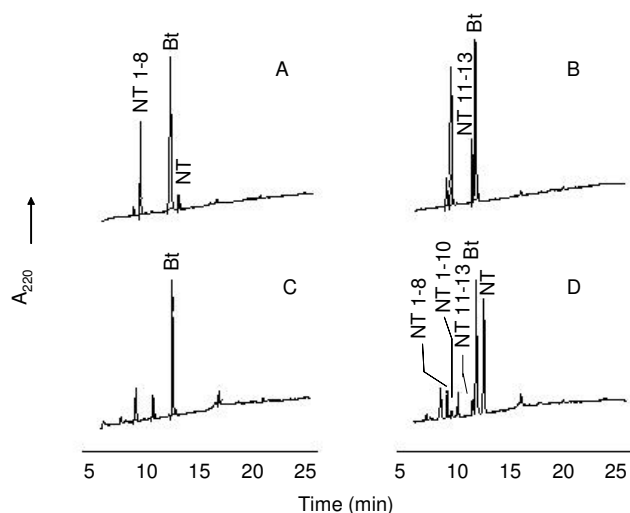 NT 1-8
Bt
NT
A
NT 11-13
Bt
B
Bt
C
NT 1-8
NT 1-10
NT 11-13
Bt
NT
D
A220
5 10 15 20 25
5 10 15 20 25
Time (min)